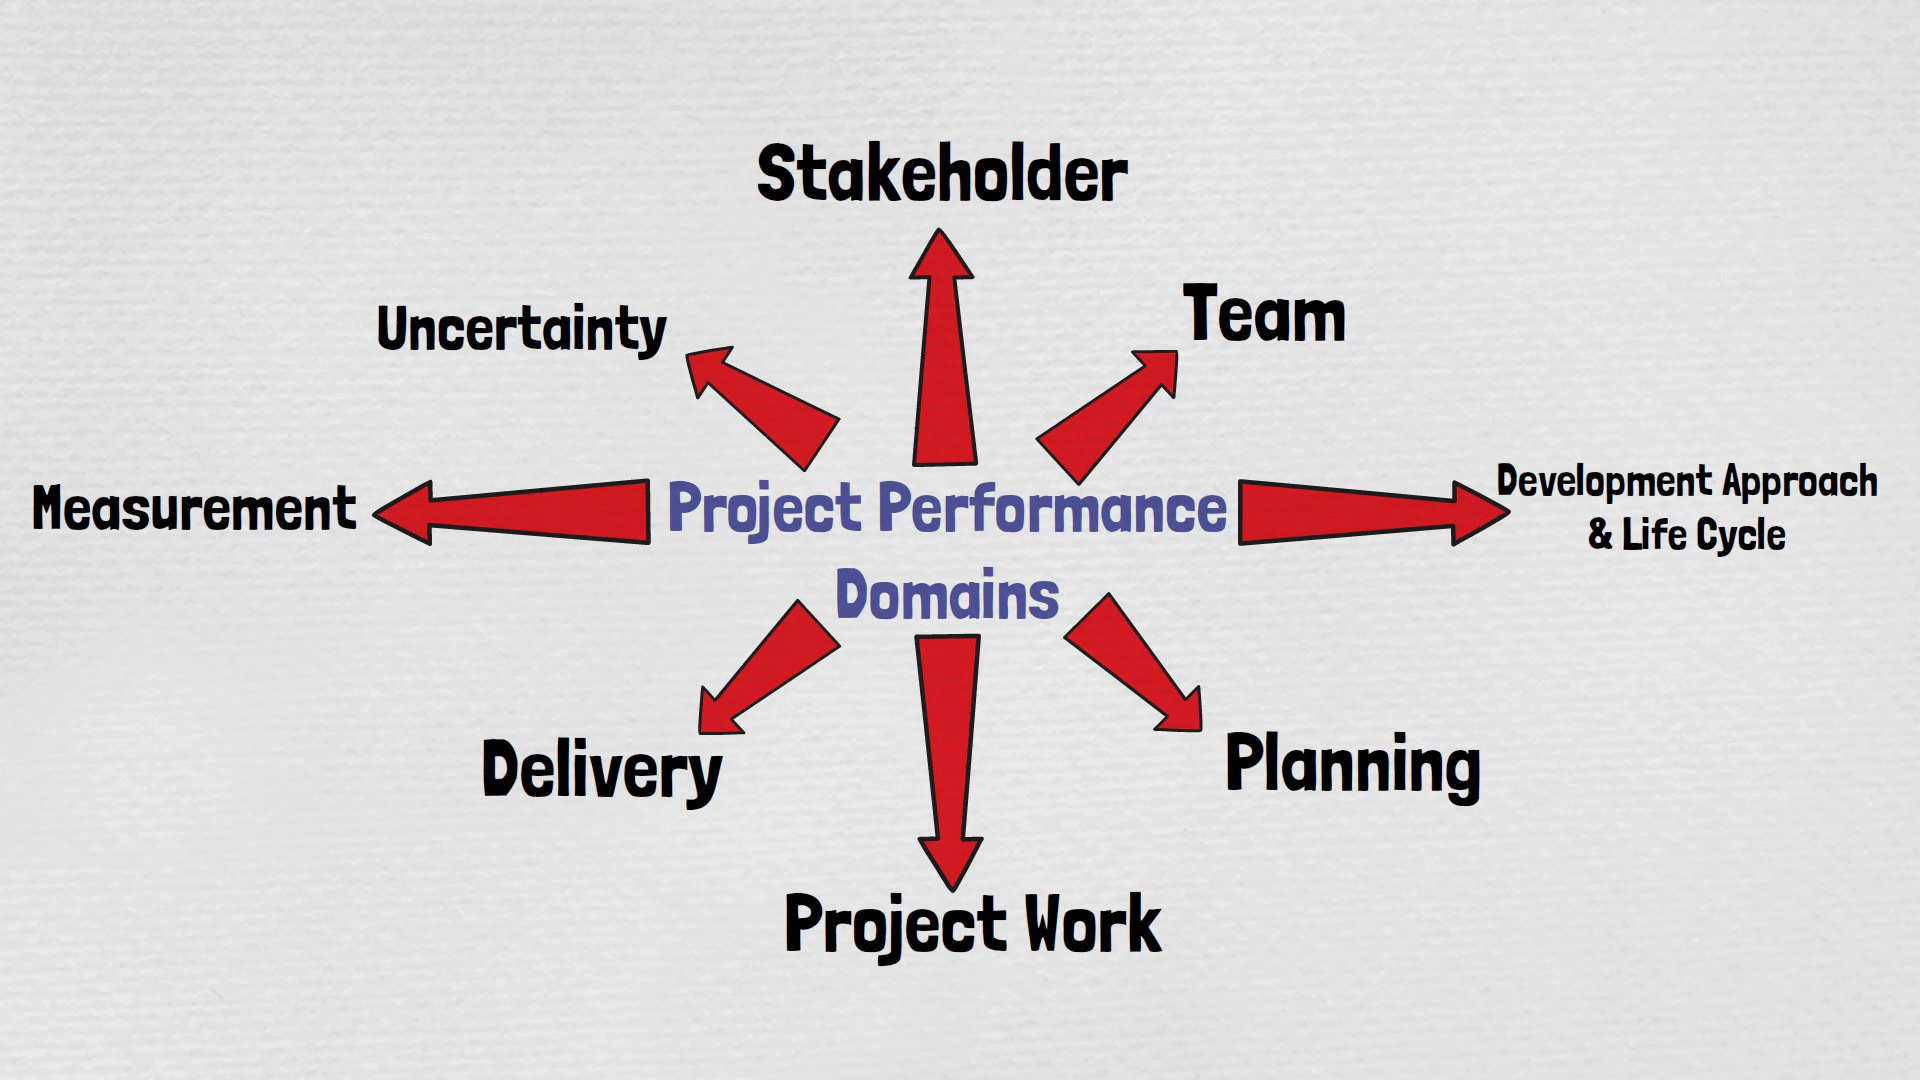 Stakeholder
Uncertainty
Team
Measurement
Project Performance
Domains
Development Approach
& Life Cycle
Delivery
Planning
Project Work